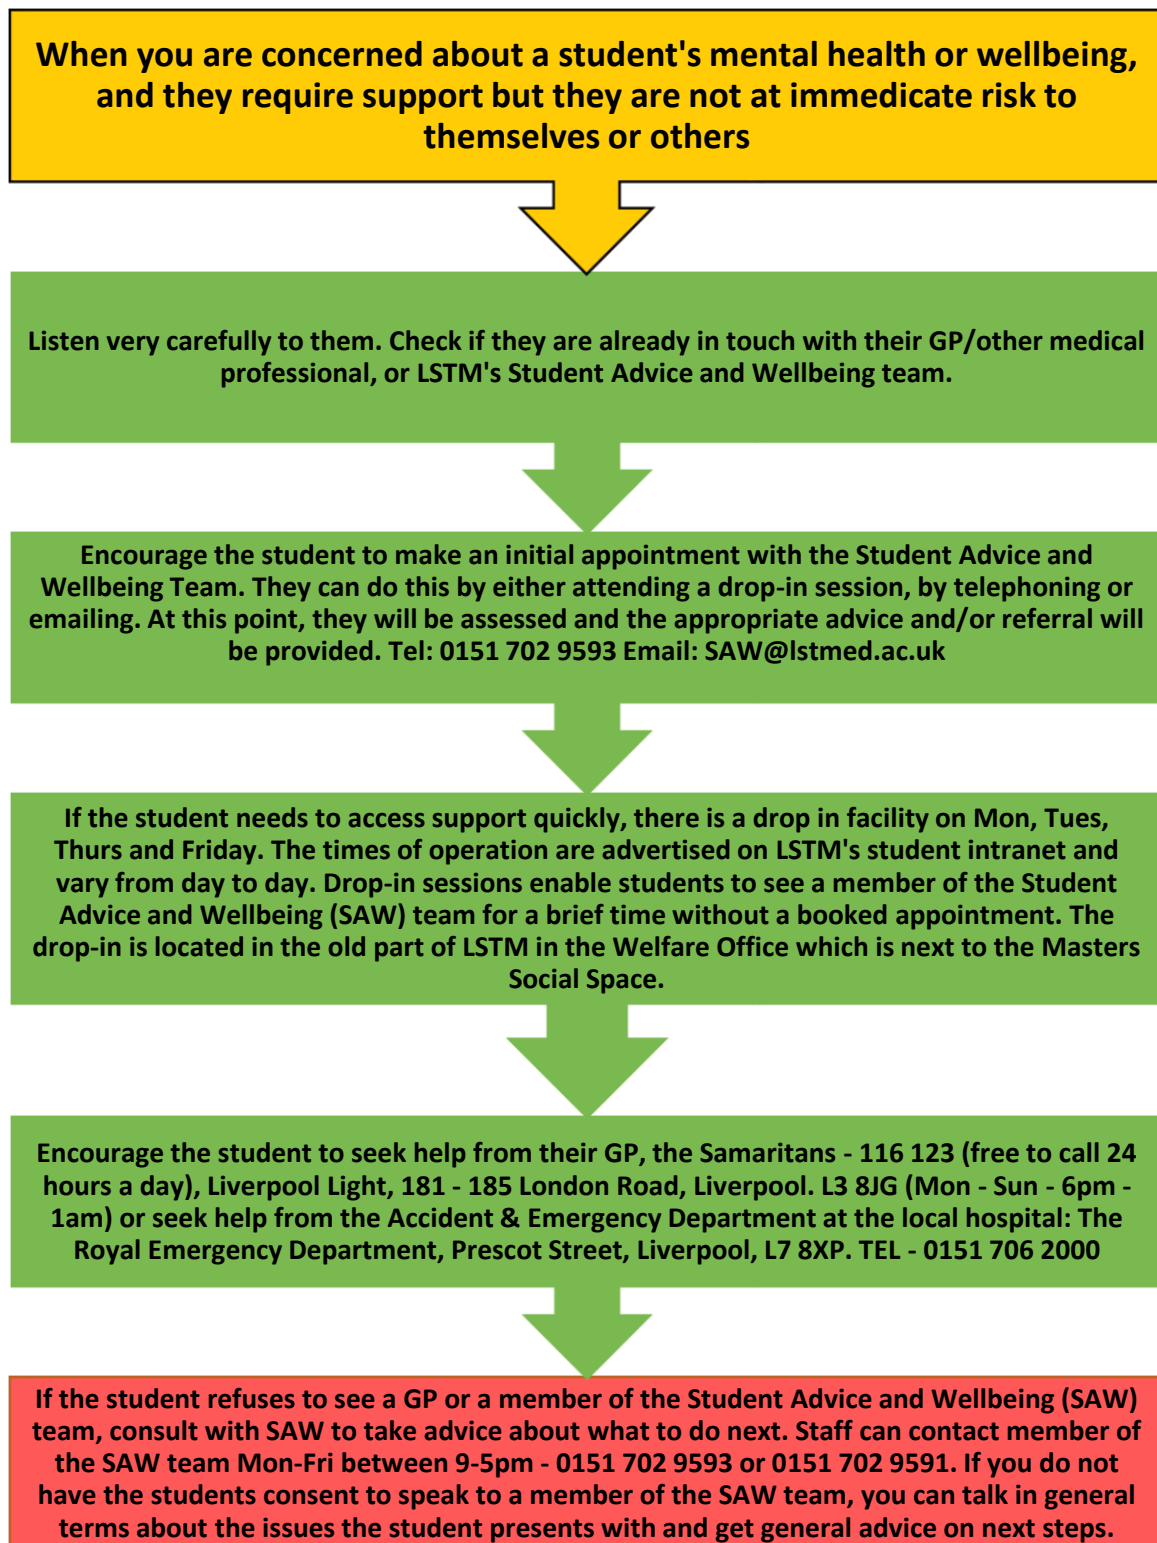 When you are concerned about a student's mental health or wellbeing,
and they require support but they are not at immedicate risk to
themselves or others
Listen very carefully to them. Check if they are already in touch with their GP/other medical
professional, or LSTM's Student Advice and Wellbeing team.
Encourage the student to make an initial appointment with the Student Advice and
Wellbeing Team. They can do this by either attending a drop-in session, by telephoning or
emailing. At this point, they will be assessed and the appropriate advice and/or referral will
be provided. Tel: 0151 702 9593 Email: SAW@lstmed.ac.uk
If the student needs to access support quickly, there is a drop in facility on Mon, Tues,
Thurs and Friday. The times of operation are advertised on LSTM's student intranet and
vary from day to day. Drop-in sessions enable students to see a member of the Student
Advice and Wellbeing (SAW) team for a brief time without a booked appointment. The
drop-in is located in the old part of LSTM in the Welfare Office which is next to the Masters
Social Space.
Encourage the student to seek help from their GP, the Samaritans - 116 123 (free to call 24
hours a day), Liverpool Light, 181 - 185 London Road, Liverpool. L3 8JG (Mon - Sun - 6pm -
1am) or seek help from the Accident & Emergency Department at the local hospital: The
Royal Emergency Department, Prescot Street, Liverpool, L7 8XP. TEL - 0151 706 2000
If the student refuses to see a GP or a member of the Student Advice and Wellbeing (SAW)
team, consult with SAW to take advice about what to do next. Staff can contact member of
the SAW team Mon-Fri between 9-5pm - 0151 702 9593 or 0151 702 9591. If you do not
have the students consent to speak to a member of the SAW team, you can talk in general
terms about the issues the student presents with and get general advice on next steps.